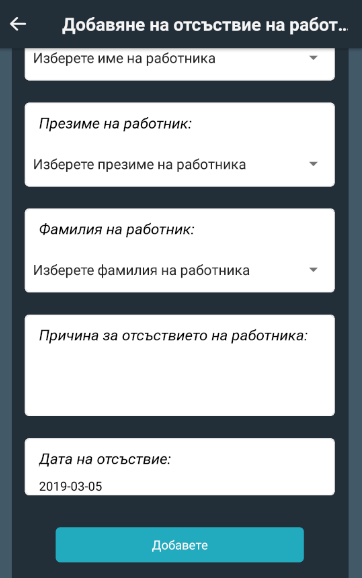 Добавяне на отсъствие на работ...
Изберете име на работника
Презиме на работник:
Изберете презиме на работника
Фамилия на работник:
Изберете фамилия на работника
Причина за отсъствието на работника:
Дата на отсъствие:
2019-03-05
Добавете